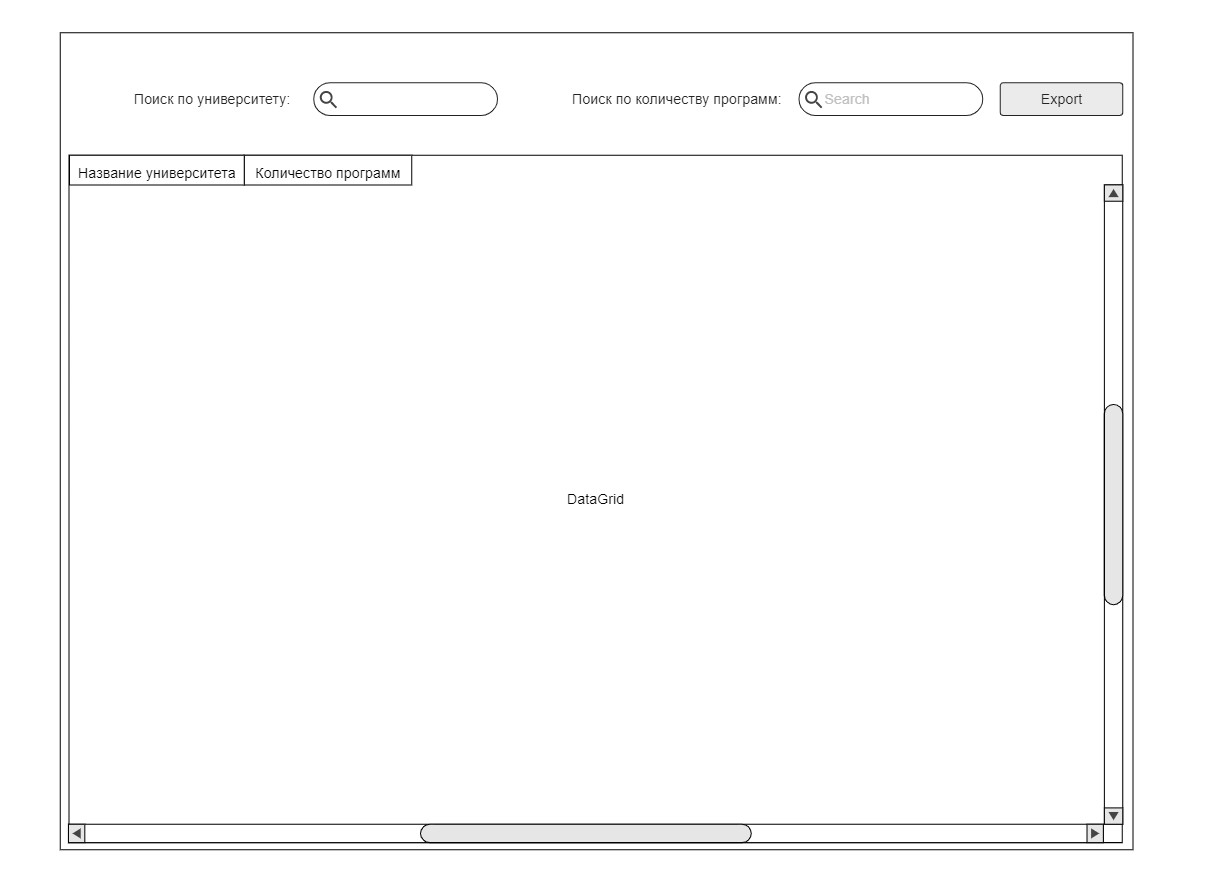 Поиск по университету:
Поиск по количеству программ:
Search
Export
Название университета
Количество программ
DataGrid